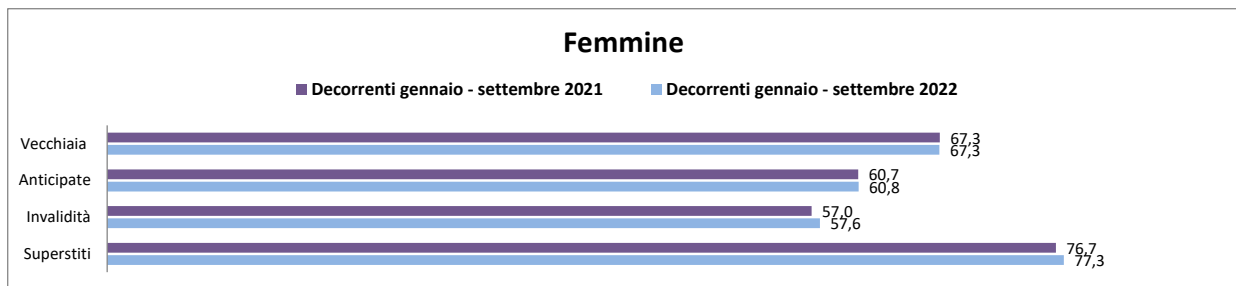 Femmine
Decorrenti gennaio - settembre 2021 Decorrenti gennaio - settembre 2022
Vecchiaia 67,3
67,3
Anticipate 60,7
60,8
Invalidità 57,0
57,6
Superstiti 76,7
77,3